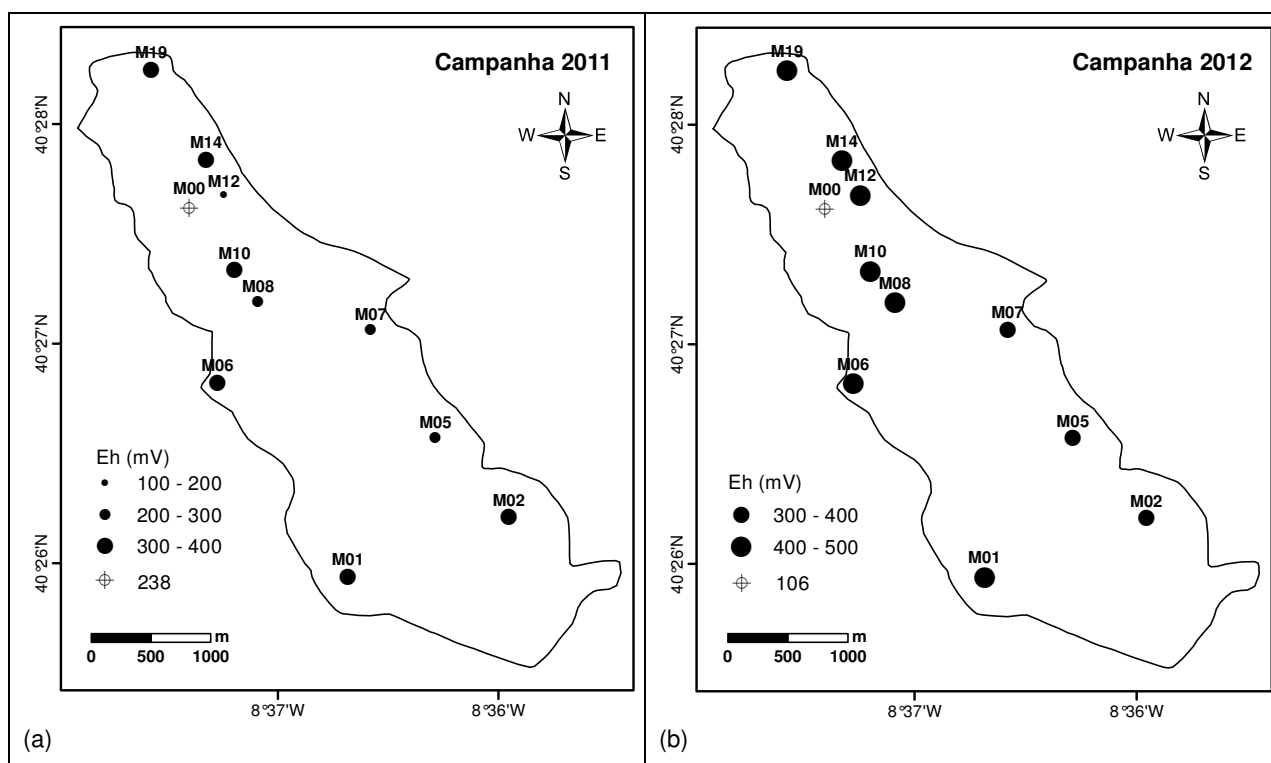 Campanha 2011
N
W E
S
M19
M14
M12
M00
M10
M08
M07
M06
M05
M02
M01
40°28'N
40°27'N
40°26'N
Eh (mV)
100 - 200
200 - 300
300 - 400
238
m
0 500 1000
8°37'W 8°36'W
(a)
Campanha 2012
N
W E
S
M19
M14
M12
M00
M10
M08
M07
M06
M05
M02
M01
40°28'N
40°27'N
40°26'N
Eh (mV)
300 - 400
400 - 500
106
m
0 500 1000
8°37'W 8°36'W
(b)